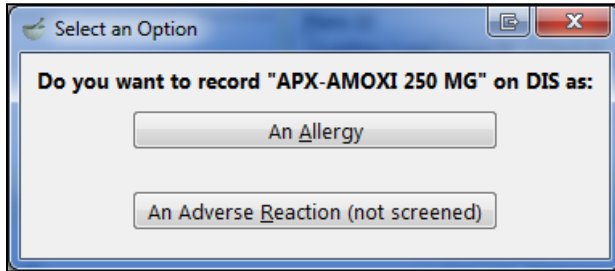 Select an Option
Do you want to record "APX-AMOXI 250 MG" on DIS as:
An Allergy
An Adverse Reaction (not screened)